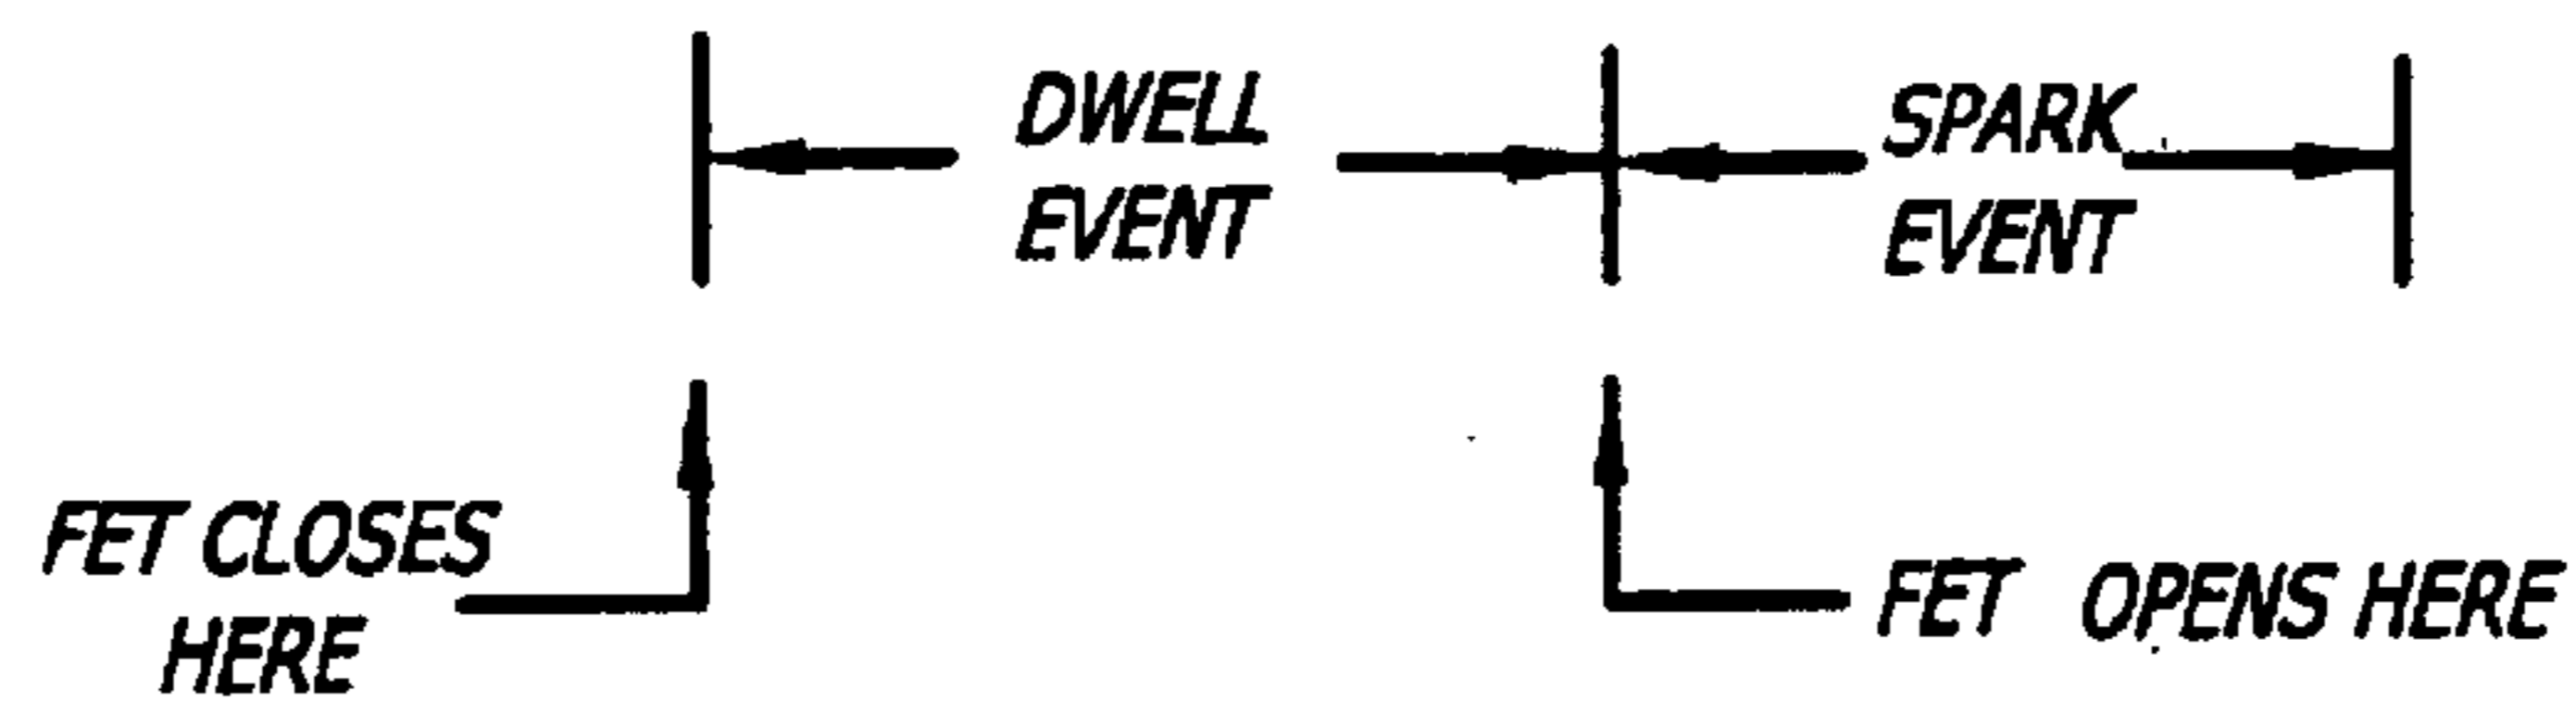 DWELL
EVENT
SPARK
EVENT
FET CLOSES
HERE
FET OPENS HERE